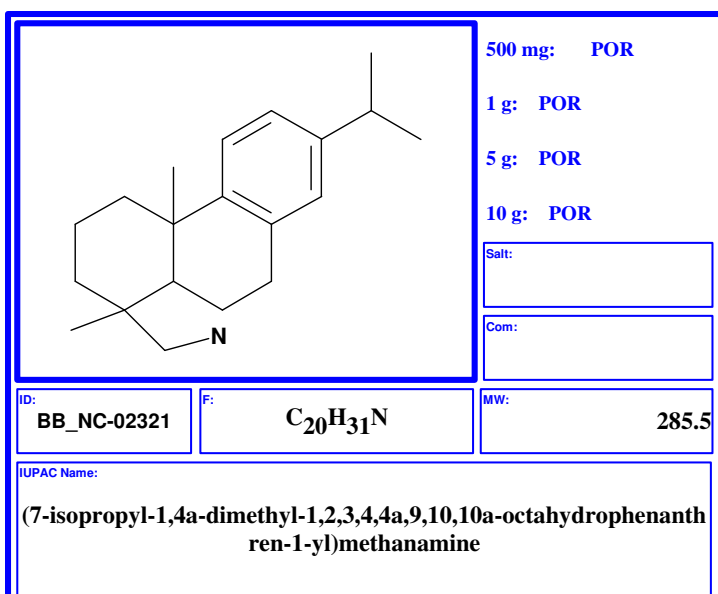 500 mg: POR
1 g: POR
5 g: POR
10 g: POR
Salt:
Com:
N
ID:
BB_NC-02321
F:
C20H31N
MW:
285.5
IUPAC Name:
(7-isopropyl-1,4a-dimethyl-1,2,3,4,4a,9,10,10a-octahydrophenanth
ren-1-yl)methanamine